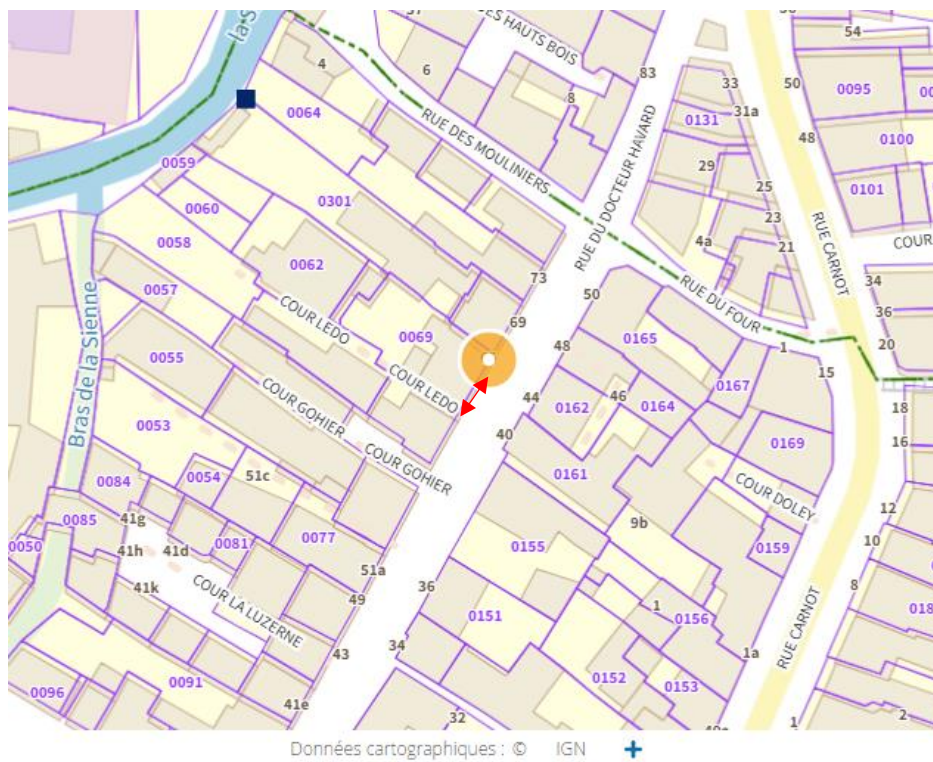 la-S
DES HAUTS BOIS
54
4
6
83
33
50
0095
8
0064
31a
0131
48
0100
RUE DES MOULINIERS
0059
29
RUE DU DOCTEUR HAVARD
25
0101
0060
0301
23
RUE CARNOT
4a
21
COUR
0058
0062
73
34
0057
50
RUE DU FOUR
36
COUR LEDO
69
0069
48
0165
1
20
0055
15
COUR LEDO
0167
44
46
18
COUR GOHIER
0162
0164
Bras de la Sienne
0053
40
0169
16
COUR GOHIER
0161
0084
0054
51c
COUR DOLEY
12
0085
41g
9b
0050
41h
41d
0081
0077
0155
0159
10
51a
41k
36
8
COUR LA LUZERNE
49
0151
1
0156
RUE CARNOT
43
34
1a
0091
0152
0153
0096
41e
32
1
2
Données cartographiques : © IGN